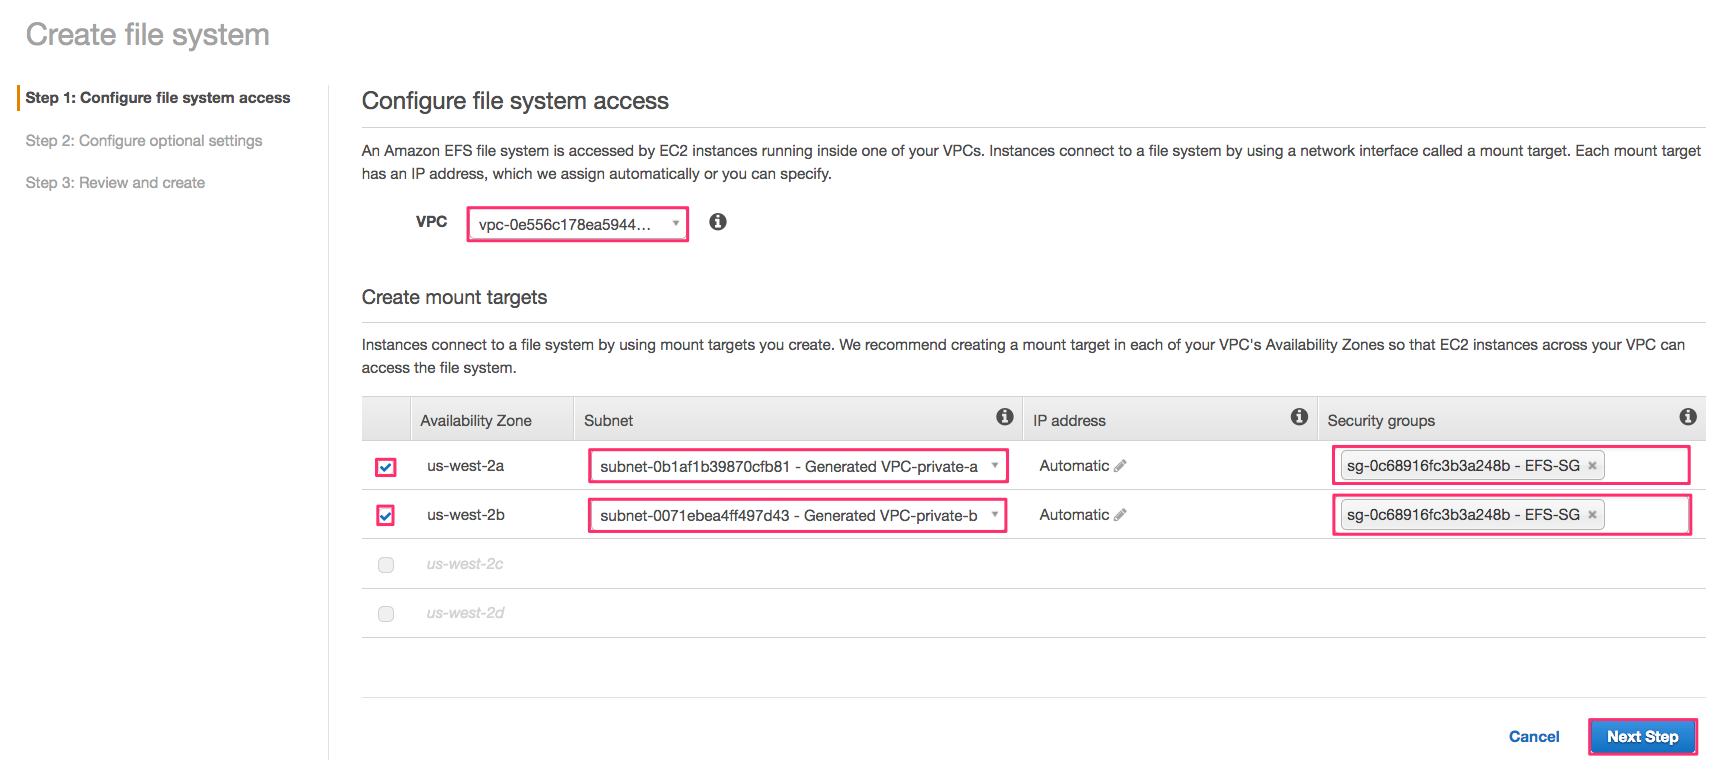 Create file system
Step 1: Configure file system access
Step 2: Configure optional settings
Step 3: Review and create
Configure file system access
An Amazon EFS file system is accessed by EC2 instances running inside one of your VPCs. Instances connect to a file system by using a network interface called a mount target. Each mount target
has an IP address, which we assign automatically or you can specify.
VPC vpc-0e556c178ea5944...
Create mount targets
Instances connect to a file system by using mount targets you create. We recommend creating a mount target in each of your VPC's Availability Zones so that EC2 instances across your VPC can
access the file system.
Availability Zone Subnet IP address Security groups
us-west-2a subnet-0b1af1b39870cfb81 - Generated VPC-private-a Automatic sg-0c68916fc3b3a248b - EFS-SG ×
us-west-2b subnet-0071ebea4ff497d43 - Generated VPC-private-b Automatic sg-0c68916fc3b3a248b - EFS-SG ×
us-west-2c
us-west-2d
Cancel Next Step